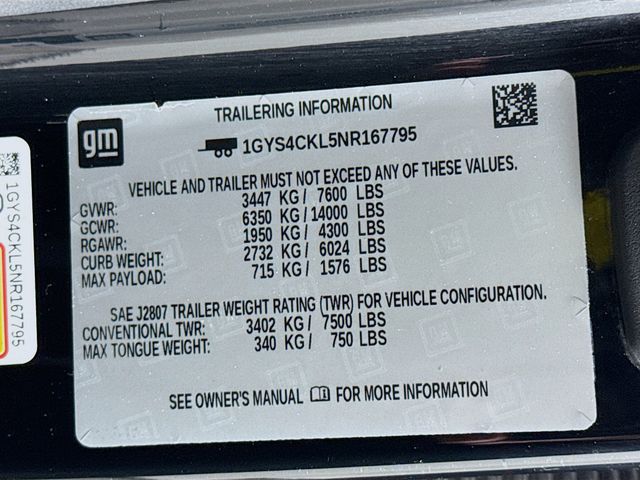 TRAILERING INFORMATION
gm
1GYS4CKL5NR167795
VEHICLE AND TRAILER MUST NOT EXCEED ANY OF THESE VALUES.
GVWR: 3447 KG / 7600 LBS
GCWR: 6350 KG / 14000 LBS
RGAWR: 1950 KG / 4300 LBS
CURB WEIGHT: 2732 KG / 6024 LBS
MAX PAYLOAD: 715 KG / 1576 LBS
SAE J2807 TRAILER WEIGHT RATING (TWR) FOR VEHICLE CONFIGURATION.
CONVENTIONAL TWR: 3402 KG / 7500 LBS
MAX TONGUE WEIGHT: 340 KG / 750 LBS
SEE OWNER'S MANUAL FOR MORE INFORMATION
1GYS4CKL5NR167795